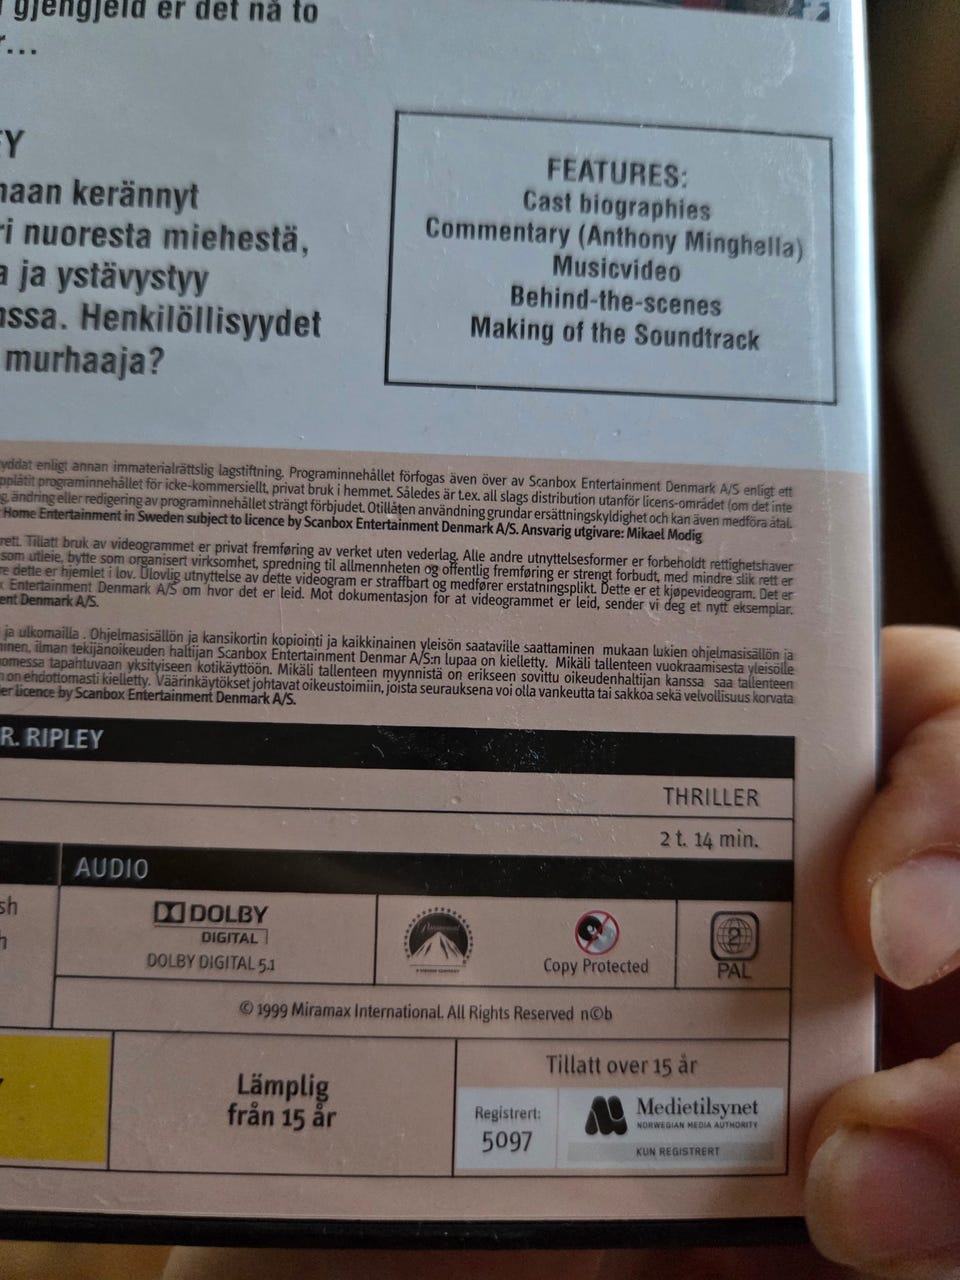 gjengjeld er det nå to
r...
EY
maan kerännyt
ri nuoresta miehestä,
a ja ystävystyy
nssa. Henkilöllisyydet
murhaaja?
FEATURES:
Cast biographies
Commentary (Anthony Minghella)
Musicvideo
Behind-the-scenes
Making of the Soundtrack
yddat enligt annan immaterialrättslig lagstiftning. Programinnehållet förfogas även över av Scanbox Entertainment Denmark A/S enligt ett
pplåtit programinnehållet för icke-kommersiellt, privat bruk i hemmet. Således är t.ex. all slags distribution utanför licens-området (om det inte
g, ändring eller redigering av programinnehållet strängt förbjudet. Otillåten användning grundar ersättningskyldighet och kan även medföra åtal.
Home Entertainment in Sweden subject to licence by Scanbox Entertainment Denmark A/S. Ansvarig utgivare: Mikael Modig
rett. Tillatt bruk av videogrammet er privat fremføring av verket uten vederlag. Alle andre utnyttelsesformer er forbeholdt rettighetshaver
som utleie, bytte som organisert virksomhet, spredning til allmennheten og offentlig fremføring er strengt forbudt, med mindre slik rett er
re dette er hjemlet i lov. Ulovlig utnyttelse av dette videogram er straffbart og medfører erstatningsplikt. Dette er et kjøpevideogram. Det er
x Entertainment Denmark A/S om hvor det er leid. Mot dokumentasjon for at videogrammet er leid, sender vi deg et nytt eksemplar.
ent Denmark A/S.
ja ulkomailla . Ohjelmasisällön ja kansikortin kopiointi ja kaikkinainen yleisön saataville saattaminen mukaan lukien ohjelmasisällön ja
minen, ilman tekijänoikeuden haltijan Scanbox Entertainment Denmar A/S:n lupaa on kielletty. Mikäli tallenteen vuokraamisesta yleisölle
omessa tapahtuvaan yksityiseen kotikäyttöön. Mikäli tallenteen myynnistä on erikseen sovittu oikeudenhaltijan kanssa saa tallenteen
n on ehdottomasti kielletty. Väärinkäytökset johtavat oikeustoimiin, joista seurauksena voi olla vankeutta tai sakkoa sekä velvollisuus korvata
er licence by Scanbox Entertainment Denmark A/S.
R. RIPLEY
THRILLER
2 t. 14 min.
AUDIO
sh
h
DOLBY
DIGITAL
DOLBY DIGITAL 5.1
Paramount
Copy Protected
2
PAL
© 1999 Miramax International. All Rights Reserved n©b
Lämplig
från 15 år
Tillatt over 15 år
Registrert:
5097
Medietilsynet
NORWEGIAN MEDIA AUTHORITY
KUN REGISTRERT